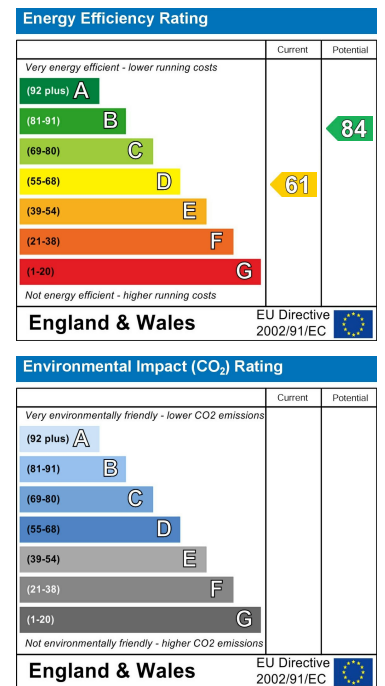 Energy Efficiency Rating
Current Potential
Very energy efficient - lower running costs
(92 plus) A
(81-91) B
(69-80) C
(55-68) D
(39-54) E
(21-38) F
(1-20) G
84
61
Not energy efficient - higher running costs
England & Wales
EU Directive
2002/91/EC
Environmental Impact (CO₂) Rating
Current Potential
Very environmentally friendly - lower CO2 emissions
(92 plus) A
(81-91) B
(69-80) C
(55-68) D
(39-54) E
(21-38) F
(1-20) G
Not environmentally friendly - higher CO2 emissions
England & Wales
EU Directive
2002/91/EC